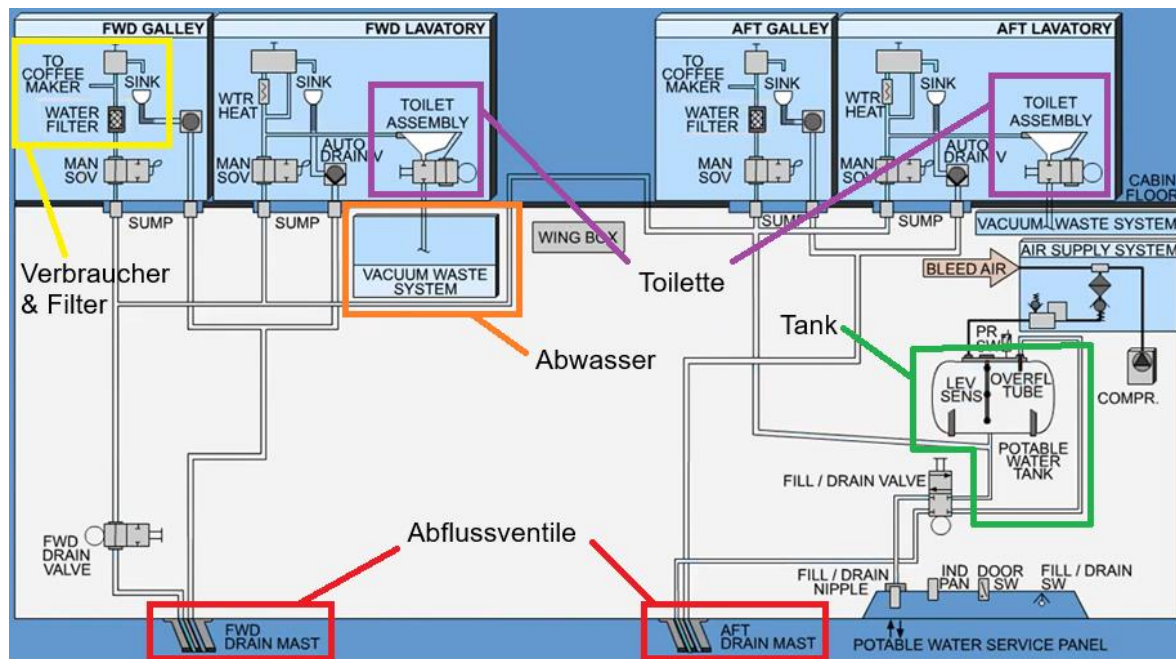 FWD GALLEY
TO
COFFEE
MAKER
SINK
WATER
FILTER
MAN
SOV
SUMP
FWD LAVATORY
WTR
HEAT
SINK
TOILET
ASSEMBLY
AUTO
DRAIN V
MAN
SOV
SUMP
VACUUM WASTE
SYSTEM
AFT GALLEY
TO
COFFEE
MAKER
SINK
WATER
FILTER
MAN
SOV
SUMP
AFT LAVATORY
WTR
HEAT
SINK
TOILET
ASSEMBLY
AUTO
DRAIN V
MAN
SOV
SUMP
CABIN
FLOOR
VACUUM WASTE SYSTEM
WING BOX
AIR SUPPLY SYSTEM
BLEED AIR
Verbraucher
& Filter
Toilette
Abwasser
Tank
PR
SW
LEV
SENS
OVERFL
TUBE
COMPR.
POTABLE
WATER
TANK
FILL / DRAIN VALVE
FWD
DRAIN
VALVE
Abflussventile
FILL / DRAIN
NIPPLE
IND
PAN
DOOR
SW
FILL / DRAIN
SW
FWD
DRAIN MAST
AFT
DRAIN MAST
POTABLE WATER SERVICE PANEL